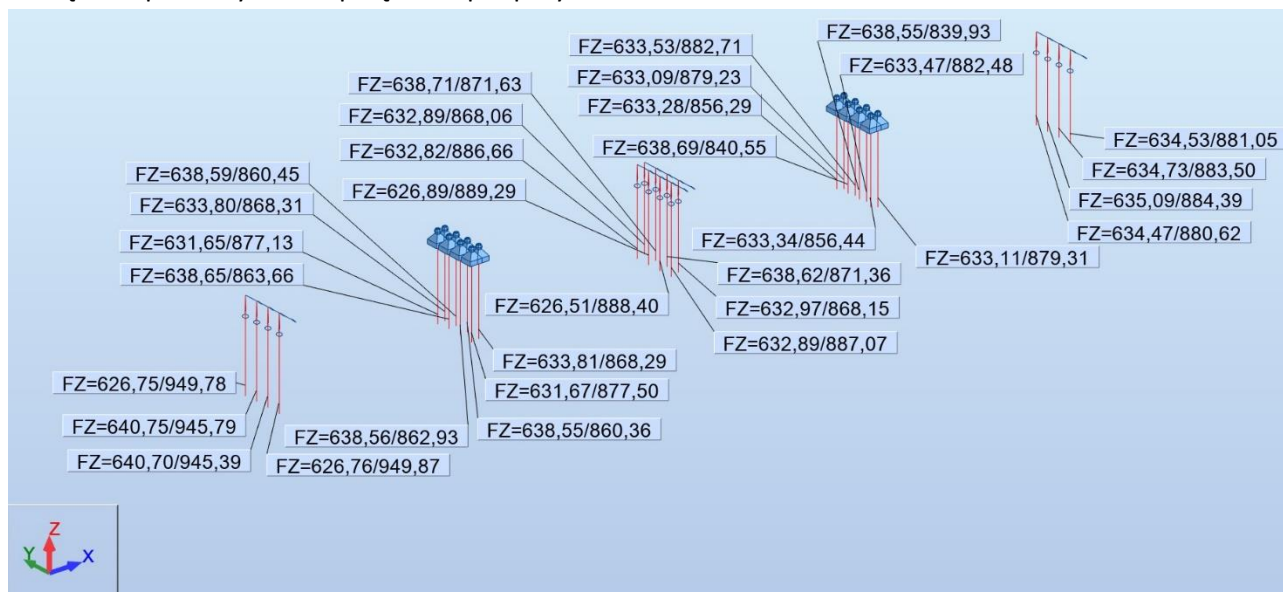 FZ=638,55/839,93
FZ=633,53/882,71
FZ=633,47/882,48
FZ=633,09/879,23
FZ=638,71/871,63
FZ=633,28/856,29
FZ=632,89/868,06
FZ=634,53/881,05
FZ=638,69/840,55
FZ=632,82/886,66
FZ=634,73/883,50
FZ=638,59/860,45
FZ=626,89/889,29
FZ=635,09/884,39
FZ=633,80/868,31
FZ=634,47/880,62
FZ=631,65/877,13
FZ=633,34/856,44
FZ=633,11/879,31
FZ=638,65/863,66
FZ=638,62/871,36
FZ=626,51/888,40
FZ=632,97/868,15
FZ=632,89/887,07
FZ=633,81/868,29
FZ=626,75/949,78
FZ=631,67/877,50
FZ=640,75/945,79
FZ=638,56/862,93
FZ=638,55/860,36
FZ=640,70/945,39
FZ=626,76/949,87
Z
Y
X